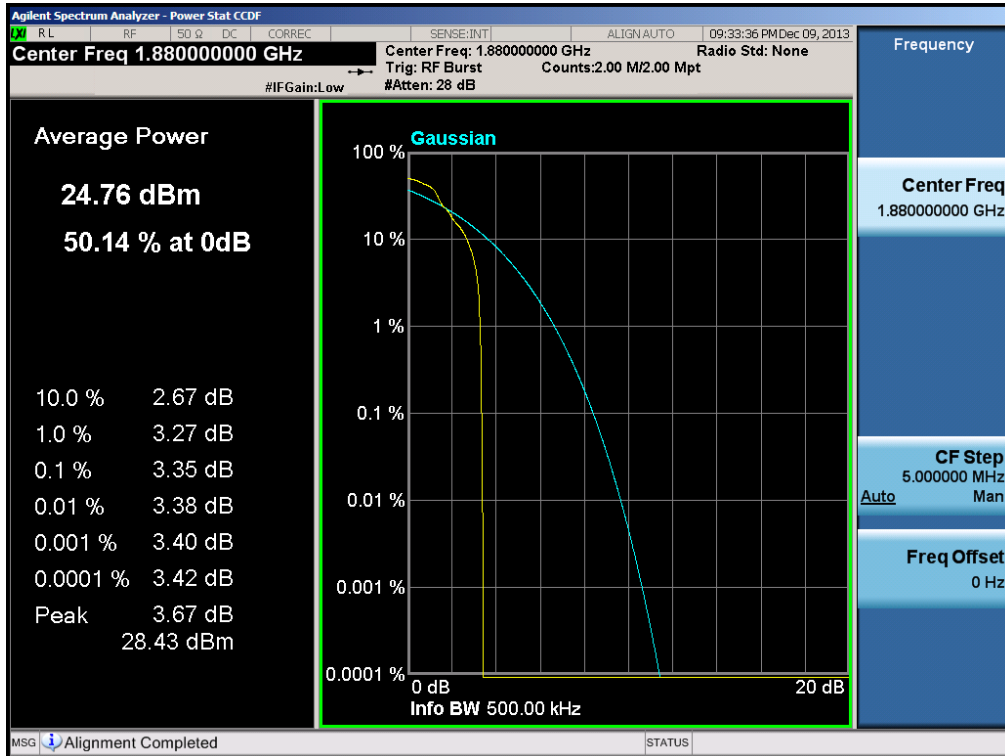 Agilent Spectrum Analyzer - Power Stat CCDF
LXI RL RF 50 Ω DC CORREC SENSE:INT ALIGN AUTO 09:33:36 PM Dec 09, 2013
Center Freq 1.880000000 GHz
Center Freq: 1.880000000 GHz Radio Std: None
Trig: RF Burst Counts:2.00 M/2.00 Mpt
#IFGain:Low #Atten: 28 dB
Frequency
Average Power
24.76 dBm
50.14 % at 0dB
10.0 % 2.67 dB
1.0 % 3.27 dB
0.1 % 3.35 dB
0.01 % 3.38 dB
0.001 % 3.40 dB
0.0001 % 3.42 dB
Peak 3.67 dB
28.43 dBm
Gaussian
100 %
10 %
1 %
0.1 %
0.01 %
0.001 %
0.0001 %
0 dB 20 dB
Info BW 500.00 kHz
Center Freq
1.880000000 GHz
CF Step
5.000000 MHz
Auto Man
Freq Offset
0 Hz
MSG Alignment Completed STATUS